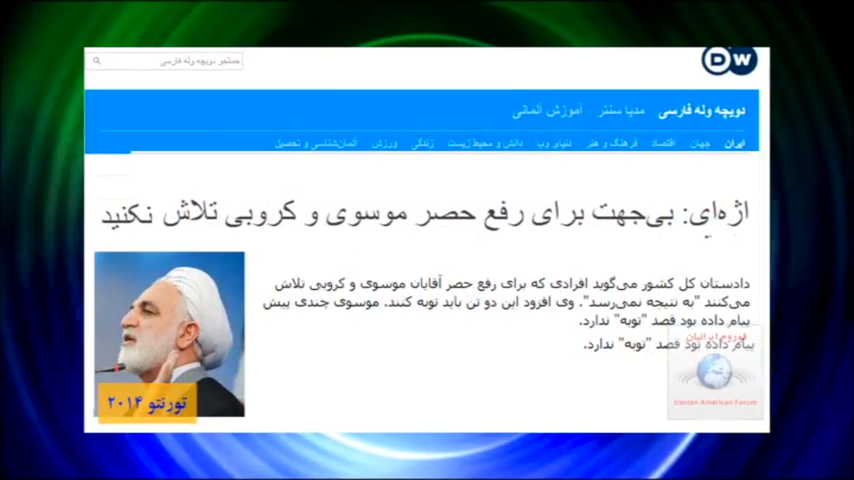 جستجو دویچه وله فارسی
DW
دویچه وله فارسی مدیا سنتر آموزش آلمانی
ایران جهان اقتصاد فرهنگ و هنر دنیای وب دانش و محیط زیست زندگی ورزش آلمان‌شناسی و تحصیل
اژه‌ای: بی‌جهت برای رفع حصر موسوی و کروبی تلاش نکنید
دادستان کل کشور می‌گوید افرادی که برای رفع حصر آقایان موسوی و کروبی تلاش
می‌کنند "به نتیجه نمی‌رسد". وی افزود این دو تن باید توبه کنند. موسوی چندی پیش
پیام داده بود قصد "توبه" ندارد.
پیام داده بود قصد "توبه" ندارد.
تورنتو ۲۰۱۴
فوروم ایرانیان
Iranian American Forum